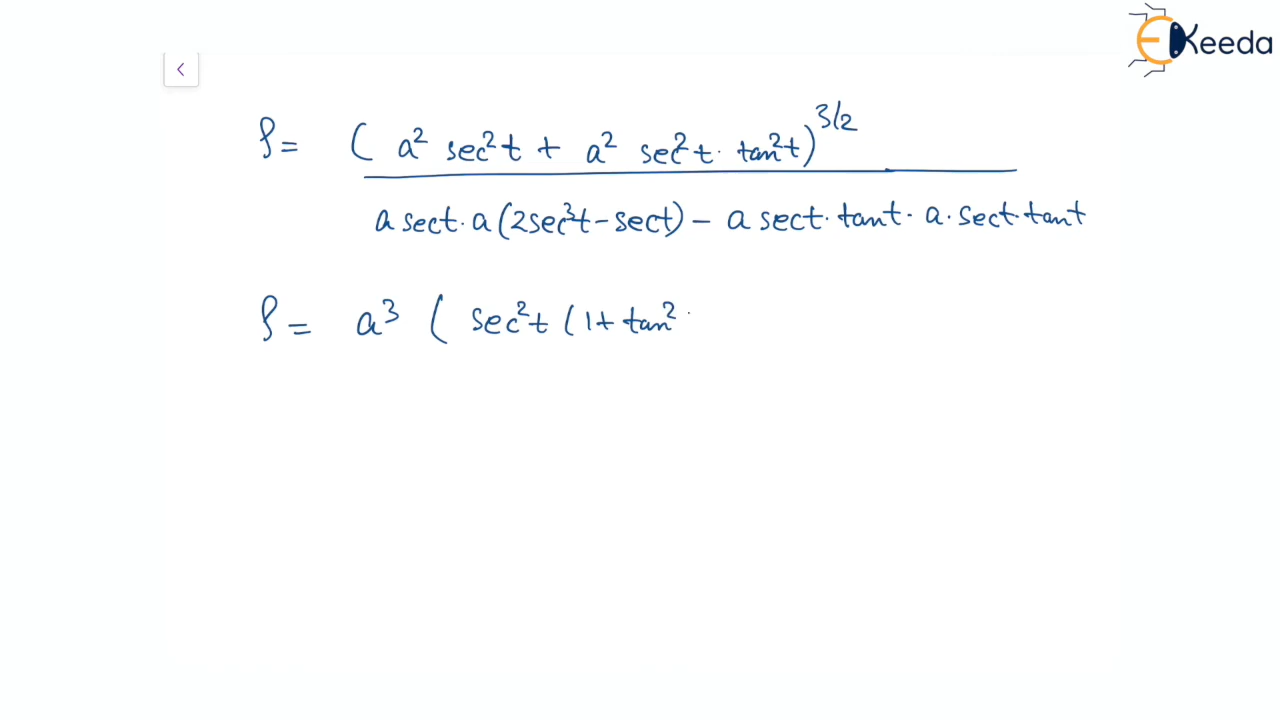 EKeeda
<
ρ = ( a² sec²t + a² sec²t · tan²t)^3/2
a sect · a (2sec³t - sect) - a sect · tant · a · sect · tant
ρ = a³ ( sec²t (1 + tan²